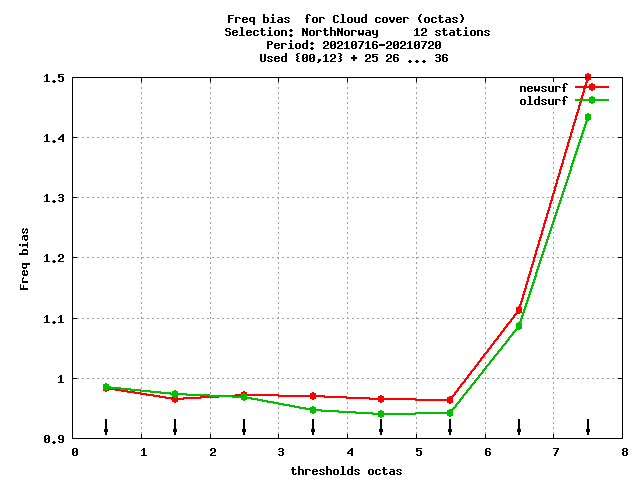 Freq bias  for Cloud cover (octas)
Selection: NorthNorway     12 stations
Period: 20210716-20210720
Used {00,12} + 25 26 ... 36
newsurf
oldsurf
1.5
1.4
1.3
1.2
1.1
1
0.9
Freq bias
0 1 2 3 4 5 6 7 8
thresholds octas